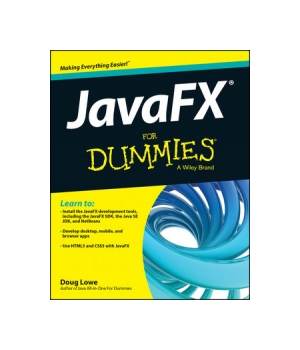 Making Everything Easier!™
JavaFX®
FOR
DUMMIES®
A Wiley Brand
Learn to:
• Install the JavaFX development tools,
including the JavaFX SDK, the Java SE
JDK, and NetBeans
• Develop desktop, mobile, and
browser apps
• Use HTML5 and CSS3 with JavaFX
Doug Lowe
Author of Java All-in-One For Dummies